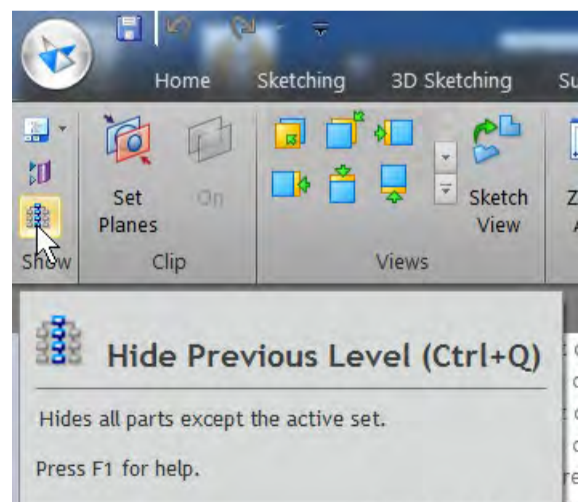 Home Sketching 3D Sketching
Set Planes
On
Sketch View
Show Clip Views
Hide Previous Level (Ctrl+Q)
Hides all parts except the active set.
Press F1 for help.